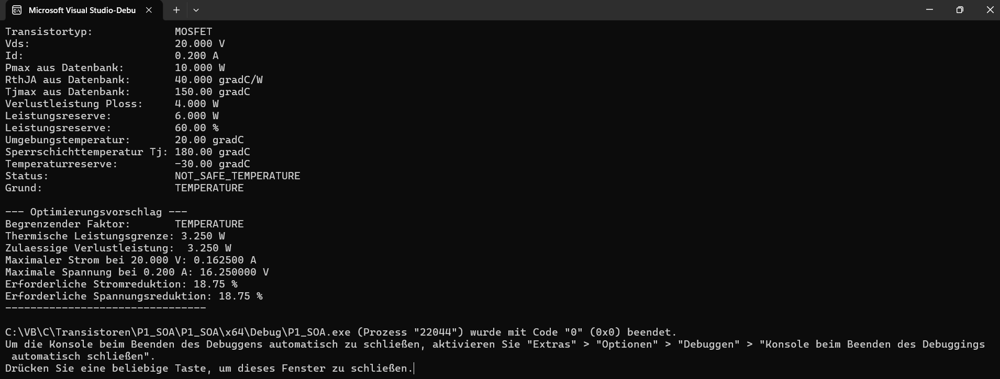 Microsoft Visual Studio-Debu
Transistortyp: MOSFET
Vds: 20.000 V
Id: 0.200 A
Pmax aus Datenbank: 10.000 W
RthJA aus Datenbank: 40.000 gradC/W
Tjmax aus Datenbank: 150.00 gradC
Verlustleistung Ploss: 4.000 W
Leistungsreserve: 6.000 W
Leistungsreserve: 60.00 %
Umgebungstemperatur: 20.00 gradC
Sperrschichttemperatur Tj: 180.00 gradC
Temperaturreserve: -30.00 gradC
Status: NOT_SAFE_TEMPERATURE
Grund: TEMPERATURE
--- Optimierungsvorschlag ---
Begrenzender Faktor: TEMPERATURE
Thermische Leistungsgrenze: 3.250 W
Zulaessige Verlustleistung: 3.250 W
Maximaler Strom bei 20.000 V: 0.162500 A
Maximale Spannung bei 0.200 A: 16.250000 V
Erforderliche Stromreduktion: 18.75 %
Erforderliche Spannungsreduktion: 18.75 %
--------------------------------
C:\VB\C\Transistoren\P1_SOA\P1_SOA\x64\Debug\P1_SOA.exe (Prozess "22044") wurde mit Code "0" (0x0) beendet.
Um die Konsole beim Beenden des Debuggens automatisch zu schließen, aktivieren Sie "Extras" > "Optionen" > "Debuggen" > "Konsole beim Beenden des Debuggings
automatisch schließen".
Drücken Sie eine beliebige Taste, um dieses Fenster zu schließen.